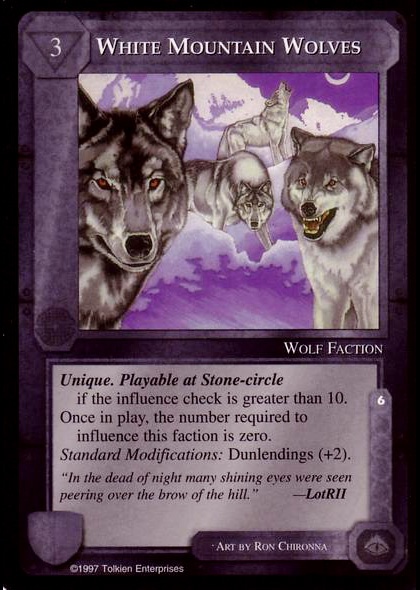 3
WHITE MOUNTAIN WOLVES
WOLF FACTION
Unique. Playable at Stone-circle
if the influence check is greater than 10.
Once in play, the number required to
influence this faction is zero.
Standard Modifications: Dunlendings (+2).
“In the dead of night many shining eyes were seen
peering over the brow of the hill.” —LotRII
6
ART BY RON CHIRONNA
©1997 Tolkien Enterprises